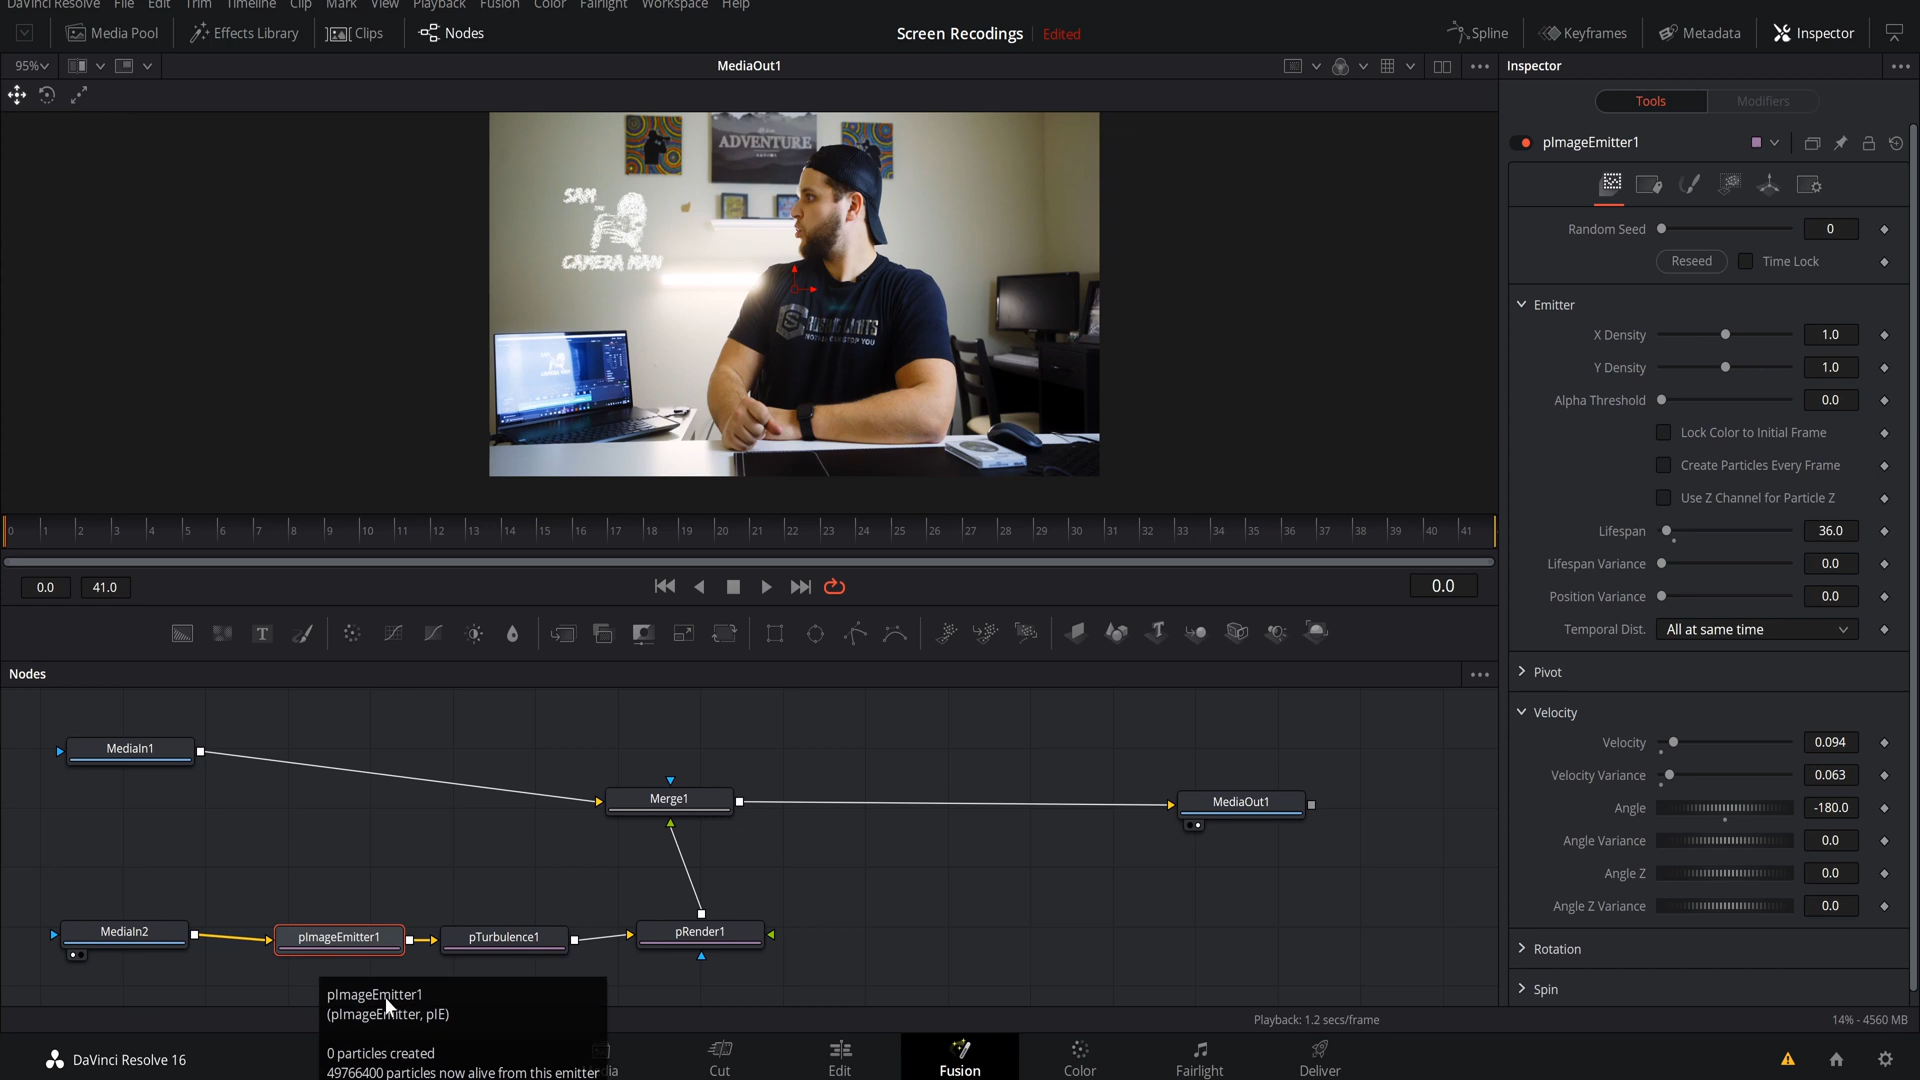 DaVinci Resolve File Edit Trim Timeline Clip Mark View Playback Fusion Color Fairlight Workspace Help
Media Pool Effects Library Clips Nodes Screen Recordings Edited Spline Keyframes Metadata Inspector
95% MediaOut1 Inspector
Tools Modifiers
pImageEmitter1
Random Seed 0
Reseed Time Lock
Emitter
X Density 1.0
Y Density 1.0
Alpha Threshold 0.0
Lock Color to Initial Frame
Create Particles Every Frame
Use Z Channel for Particle Z
Lifespan 36.0
Lifespan Variance 0.0
Position Variance 0.0
Temporal Dist. All at same time
Pivot
Velocity
Velocity 0.094
Velocity Variance 0.063
Angle -180.0
Angle Variance 0.0
Angle Z 0.0
Angle Z Variance 0.0
Rotation
Spin
ADVENTURE
SAM
CAMERA MAN
NOTHING CAN STOP YOU
0 1 2 3 4 5 6 7 8 9 10 11 12 13 14 15 16 17 18 19 20 21 22 23 24 25 26 27 28 29 30 31 32 33 34 35 36 37 38 39 40 41
0.0 41.0 0.0
T
Nodes
MediaIn1
Merge1
MediaOut1
MediaIn2 pImageEmitter1 pTurbulence1 pRender1
pImageEmitter1
(pImageEmitter, pIE)
0 particles created
49766400 particles now alive from this emitter
Playback: 1.2 secs/frame 14% - 4560 MB
DaVinci Resolve 16
Cut Edit Fusion Color Fairlight Deliver